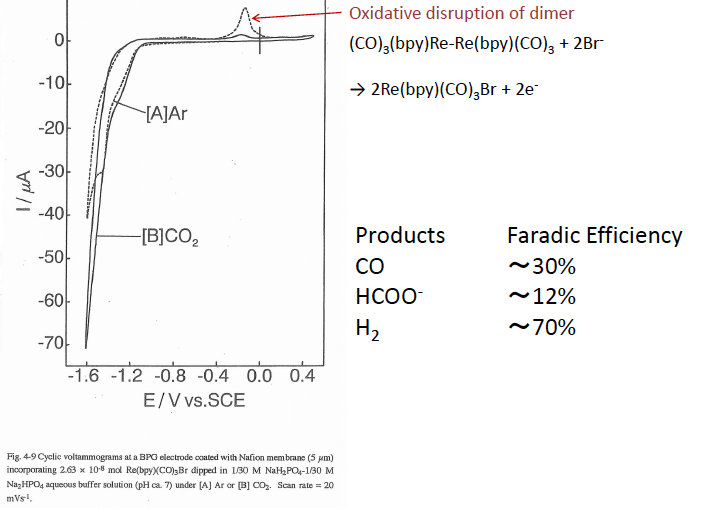 Oxidative disruption of dimer
(CO)₃(bpy)Re-Re(bpy)(CO)₃ + 2Br⁻
→ 2Re(bpy)(CO)₃Br + 2e⁻
0
-10
-20
-30
-40
-50
-60
-70
I / μA
[A]Ar
[B]CO₂
-1.6 -1.2 -0.8 -0.4 0.0 0.4
E/V vs.SCE
Products Faradic Efficiency
CO ～30%
HCOO⁻ ～12%
H₂ ～70%
Fig. 4-9 Cyclic voltammograms at a BPG electrode coated with Nafion membrane (5 μm)
incorporating 2.63 × 10⁻⁸ mol Re(bpy)(CO)₃Br dipped in 1/30 M NaH₂PO₄-1/30 M
Na₂HPO₄ aqueous buffer solution (pH ca. 7) under [A] Ar or [B] CO₂. Scan rate = 20
mVs⁻¹.